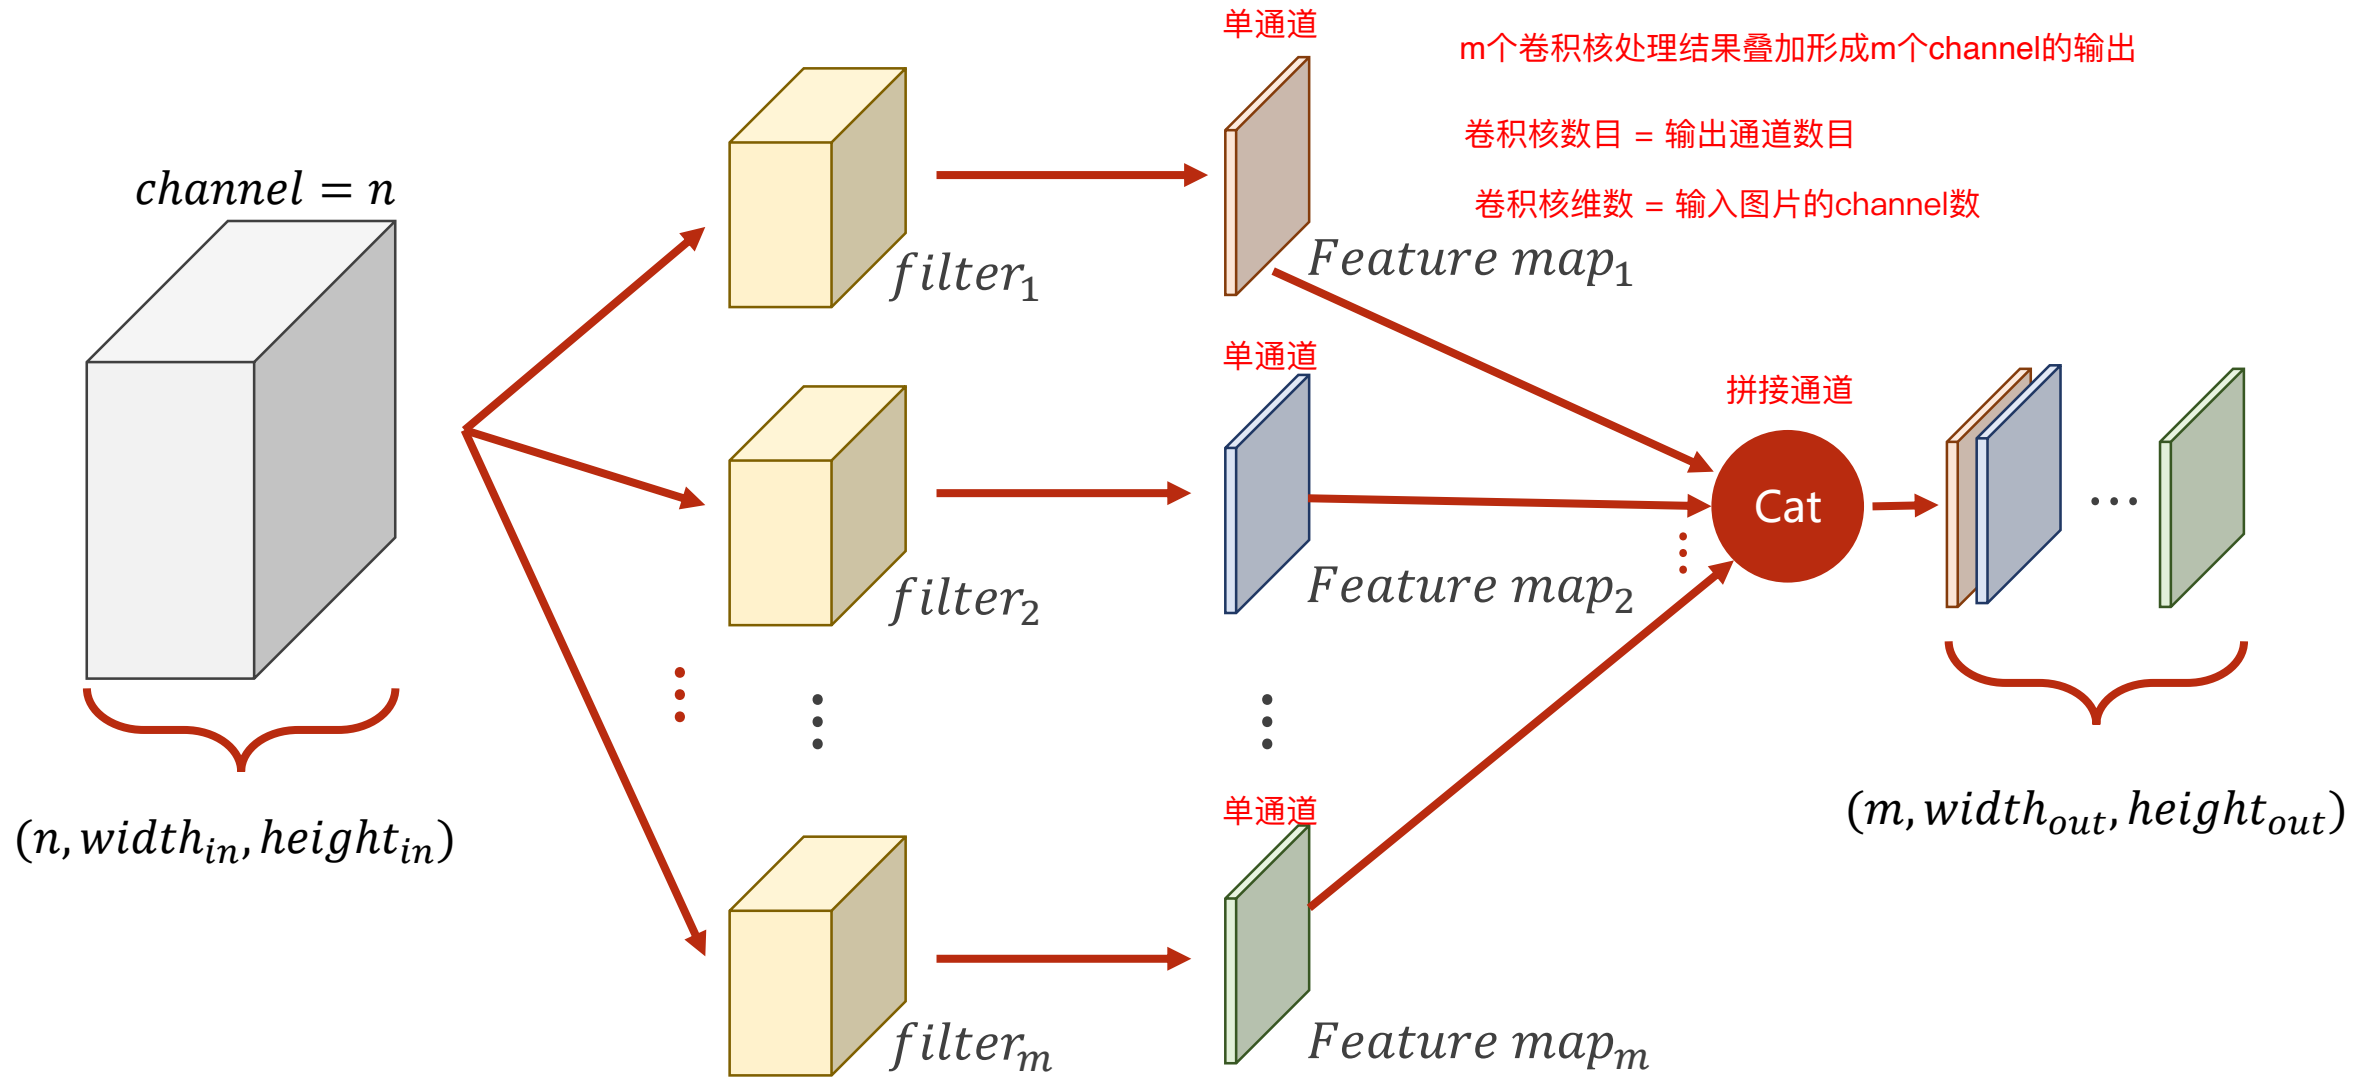 单通道
m个卷积核处理结果叠加形成m个channel的输出
卷积核数目 = 输出通道数目
channel = n
卷积核维数 = 输入图片的channel数
filter₁
Feature map₁
单通道
拼接通道
Cat
...
filter₂
Feature map₂
(n, width_in, height_in)
单通道
(m, width_out, height_out)
filter_m
Feature map_m